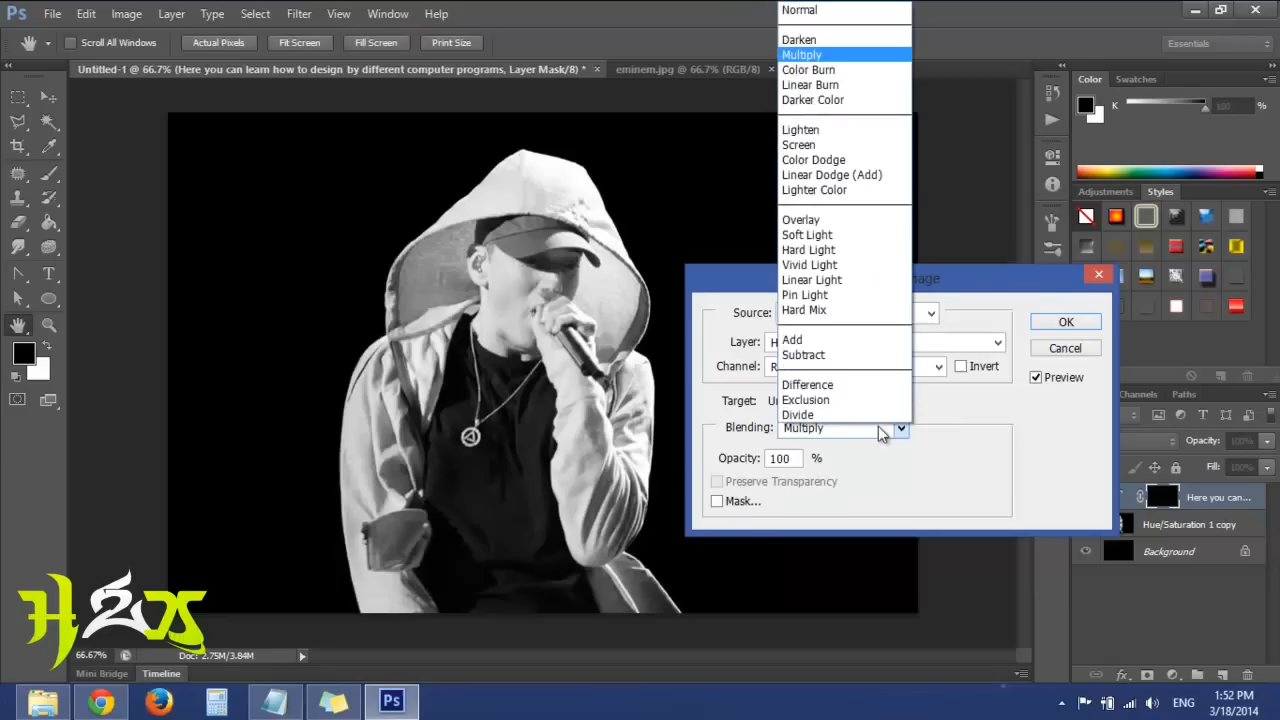 Ps File Edit Image Layer Type Select Filter View Window Help
Scroll All Windows Actual Pixels Fit Screen Fill Screen Print Size Essentials
Untitled-1 @ 66.7% (Here you can learn how to design by different computer programs, Layer Mask/8) * × eminem.jpg @ 66.7% (RGB/8) ×
Normal
Darken
Multiply
Color Burn
Linear Burn
Darker Color
Lighten
Screen
Color Dodge
Linear Dodge (Add)
Lighter Color
Overlay
Soft Light
Hard Light
Vivid Light
Linear Light
Pin Light
Hard Mix
Add
Subtract
Difference
Exclusion
Divide
Source:
Layer: H
Channel: R Invert
Target: Un
Blending: Multiply
Opacity: 100 %
Preserve Transparency
Mask...
OK
Cancel
Preview
Color Swatches
K 100 %
Adjustments Styles
Channels Paths
Opacity: 100%
Fill: 100%
Here you can...
Hue/Saturation 1 copy
Background
H2S
66.67% Doc: 2.75M/3.84M
Mini Bridge Timeline
Ps
ENG
1:52 PM
3/18/2014